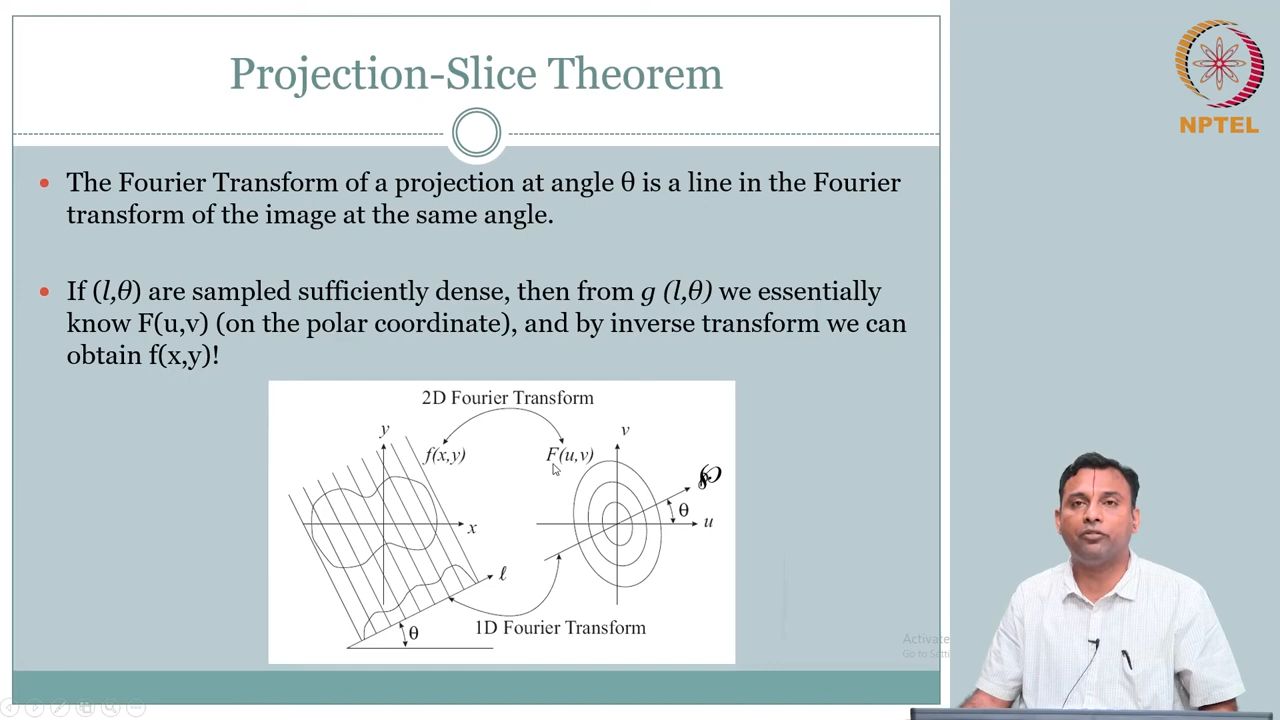 Projection-Slice Theorem
NPTEL
• The Fourier Transform of a projection at angle θ is a line in the Fourier
transform of the image at the same angle.
• If (l,θ) are sampled sufficiently dense, then from g (l,θ) we essentially
know F(u,v) (on the polar coordinate), and by inverse transform we can
obtain f(x,y)!
2D Fourier Transform
y
v
f(x,y)
F(u,v)
θ
u
x
ℓ
θ
1D Fourier Transform
Activate